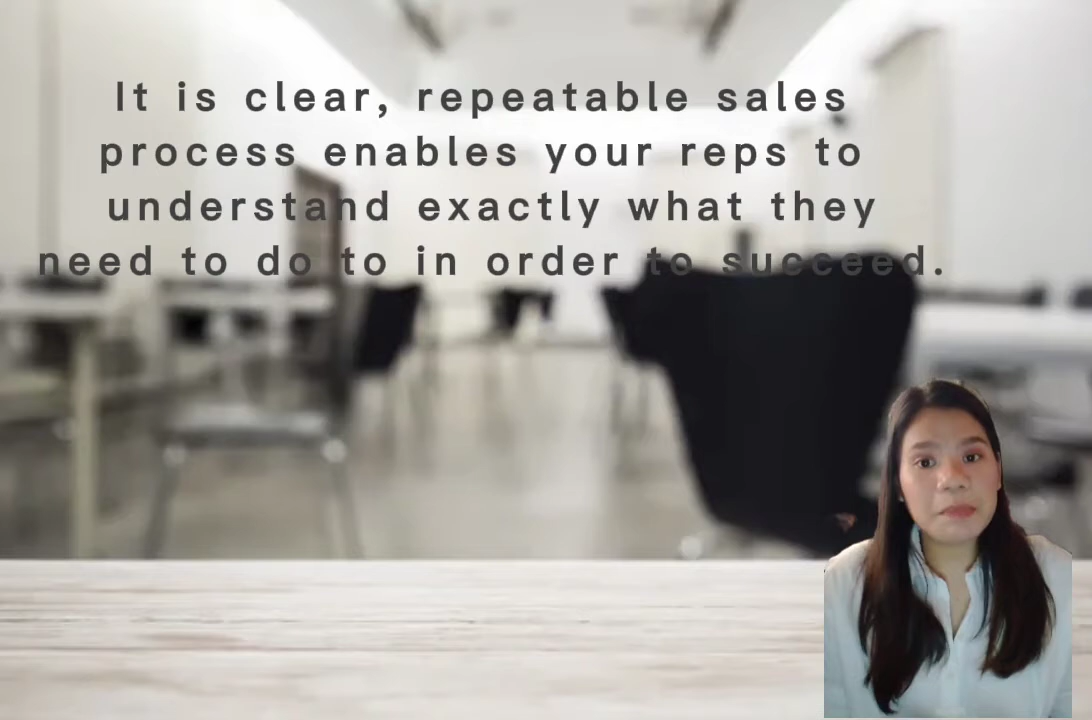 It is clear, repeatable sales
process enables your reps to
understand exactly what they
need to do to in order to succeed.